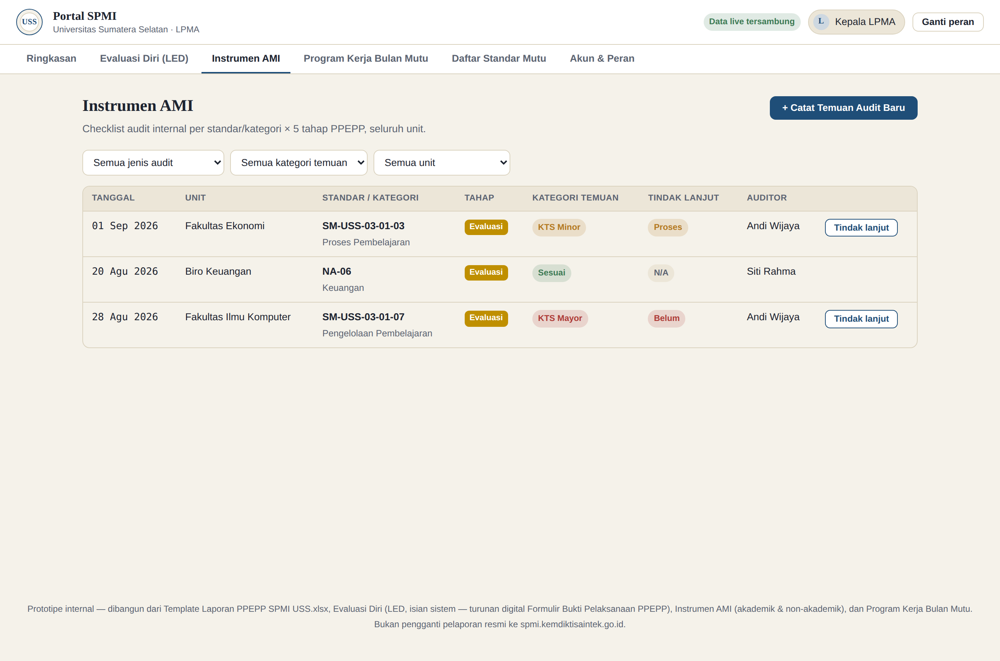 USS
Portal SPMI
Universitas Sumatera Selatan · LPMA
Data live tersambung
L
Kepala LPMA
Ganti peran
Ringkasan
Evaluasi Diri (LED)
Instrumen AMI
Program Kerja Bulan Mutu
Daftar Standar Mutu
Akun & Peran
Instrumen AMI
+ Catat Temuan Audit Baru
Checklist audit internal per standar/kategori × 5 tahap PPEPP, seluruh unit.
Semua jenis audit
Semua kategori temuan
Semua unit
TANGGAL UNIT STANDAR / KATEGORI TAHAP KATEGORI TEMUAN TINDAK LANJUT AUDITOR
01 Sep 2026 Fakultas Ekonomi SM-USS-03-01-03 Evaluasi KTS Minor Proses Andi Wijaya Tindak lanjut
Proses Pembelajaran
20 Agu 2026 Biro Keuangan NA-06 Evaluasi Sesuai N/A Siti Rahma
Keuangan
28 Agu 2026 Fakultas Ilmu Komputer SM-USS-03-01-07 Evaluasi KTS Mayor Belum Andi Wijaya Tindak lanjut
Pengelolaan Pembelajaran
Prototipe internal — dibangun dari Template Laporan PPEPP SPMI USS.xlsx, Evaluasi Diri (LED, isian sistem — turunan digital Formulir Bukti Pelaksanaan PPEPP), Instrumen AMI (akademik & non-akademik), dan Program Kerja Bulan Mutu.
Bukan pengganti pelaporan resmi ke spmi.kemdiktisaintek.go.id.